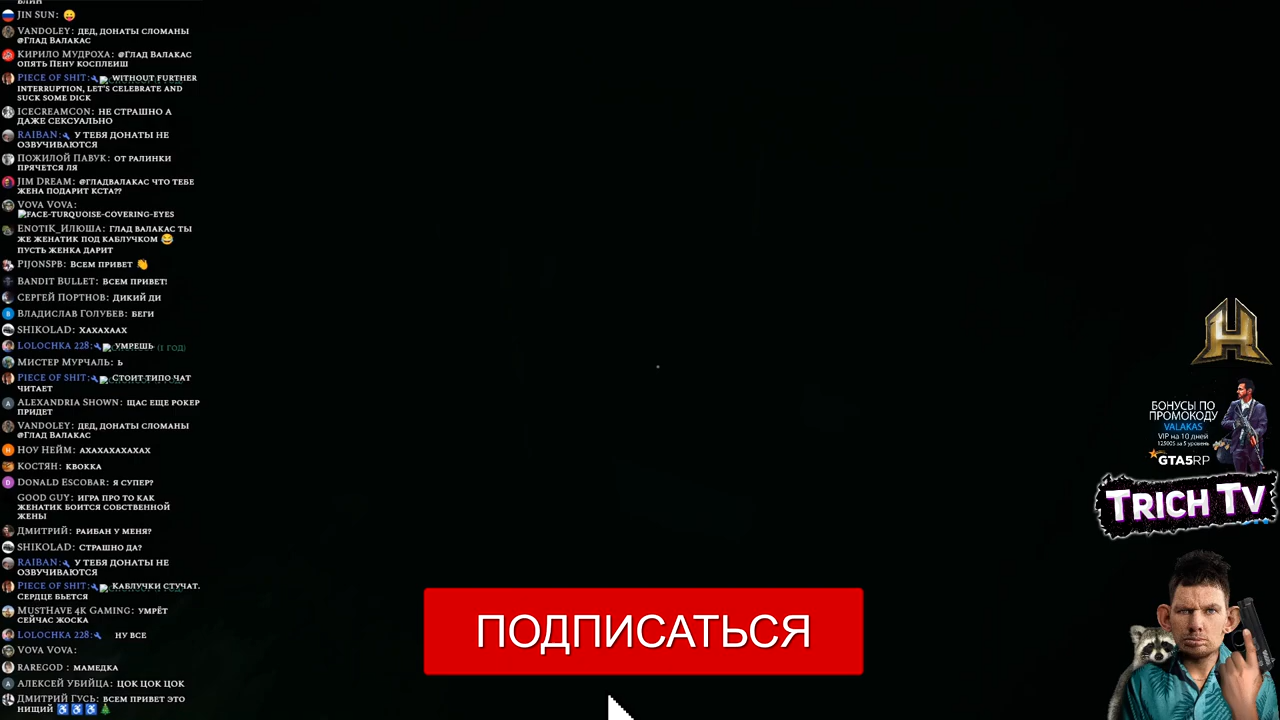 БЛИН
JIN SUN: 😛
VANDOLEY: ДЕД, ДОНАТЫ СЛОМАНЫ
@ГЛАД ВАЛАКАС
КИРИЛО МУДРОХА: @ГЛАД ВАЛАКАС
ОПЯТЬ ПЕНУ КОСПЛЕИШ
PIECE OF SHIT: WITHOUT FURTHER
INTERRUPTION, LET'S CELEBRATE AND
SUCK SOME DICK
ICECREAMCON: НЕ СТРАШНО А
ДАЖЕ СЕКСУАЛЬНО
RAIBAN: У ТЕБЯ ДОНАТЫ НЕ
ОЗВУЧИВАЮТСЯ
ПОЖИЛОЙ ПАВУК: ОТ РАЛИНКИ
ПРЯЧЕТСЯ ЛЯ
JIM DREAM: @ГЛАДВАЛАКАС ЧТО ТЕБЕ
ЖЕНА ПОДАРИТ КСТА??
VOVA VOVA:
FACE-TURQUOISE-COVERING-EYES
ENOTIK_ИЛЮША: ГЛАД ВАЛАКАС ТЫ
ЖЕ ЖЕНАТИК ПОД КАБЛУЧКОМ 😂
ПУСТЬ ЖЕНКА ДАРИТ
PIJONSPB: ВСЕМ ПРИВЕТ 👏
BANDIT BULLET: ВСЕМ ПРИВЕТ!
СЕРГЕЙ ПОРТНОВ: ДИКИЙ ДИ
ВЛАДИСЛАВ ГОЛУБЕВ: БЕГИ
SHIKOLAD: ХАХАХААХ
LOLOCHKA 228: УМРЕШЬ (1 ГОД)
МИСТЕР МУРЧАЛЬ: Ь
PIECE OF SHIT: СТОИТ ТИПО ЧАТ
ЧИТАЕТ
ALEXANDRIA SHOWN: ЩАС ЕЩЕ РОКЕР
ПРИДЕТ
VANDOLEY: ДЕД, ДОНАТЫ СЛОМАНЫ
@ГЛАД ВАЛАКАС
НОУ НЕЙМ: АХАХАХАХАХАХ
КОСТЯН: КВОККА
DONALD ESCOBAR: Я СУПЕР?
GOOD GUY: ИГРА ПРО ТО КАК
ЖЕНАТИК БОИТСЯ СОБСТВЕННОЙ
ЖЕНЫ
ДМИТРИЙ: РАИБАН У МЕНЯ?
SHIKOLAD: СТРАШНО ДА?
RAIBAN: У ТЕБЯ ДОНАТЫ НЕ
ОЗВУЧИВАЮТСЯ
PIECE OF SHIT: КАБЛУЧКИ СТУЧАТ.
СЕРДЦЕ БЬЕТСЯ
MUSTHAVE 4K GAMING: УМРЁТ
СЕЙЧАС ЖОСКА
LOLOCHKA 228: НУ ВСЕ
VOVA VOVA:
RAREGOD : МАМЕДКА
АЛЕКСЕЙ УБИЙЦА: ЦОК ЦОК ЦОК
ДМИТРИЙ ГУСЬ: ВСЕМ ПРИВЕТ ЭТО
НИЩИЙ ♿♿♿🎄
БОНУСЫ ПО
ПРОМОКОДУ
VALAKAS
VIP на 10 дней
GTA5RP
TRICH TV
ПОДПИСАТЬСЯ